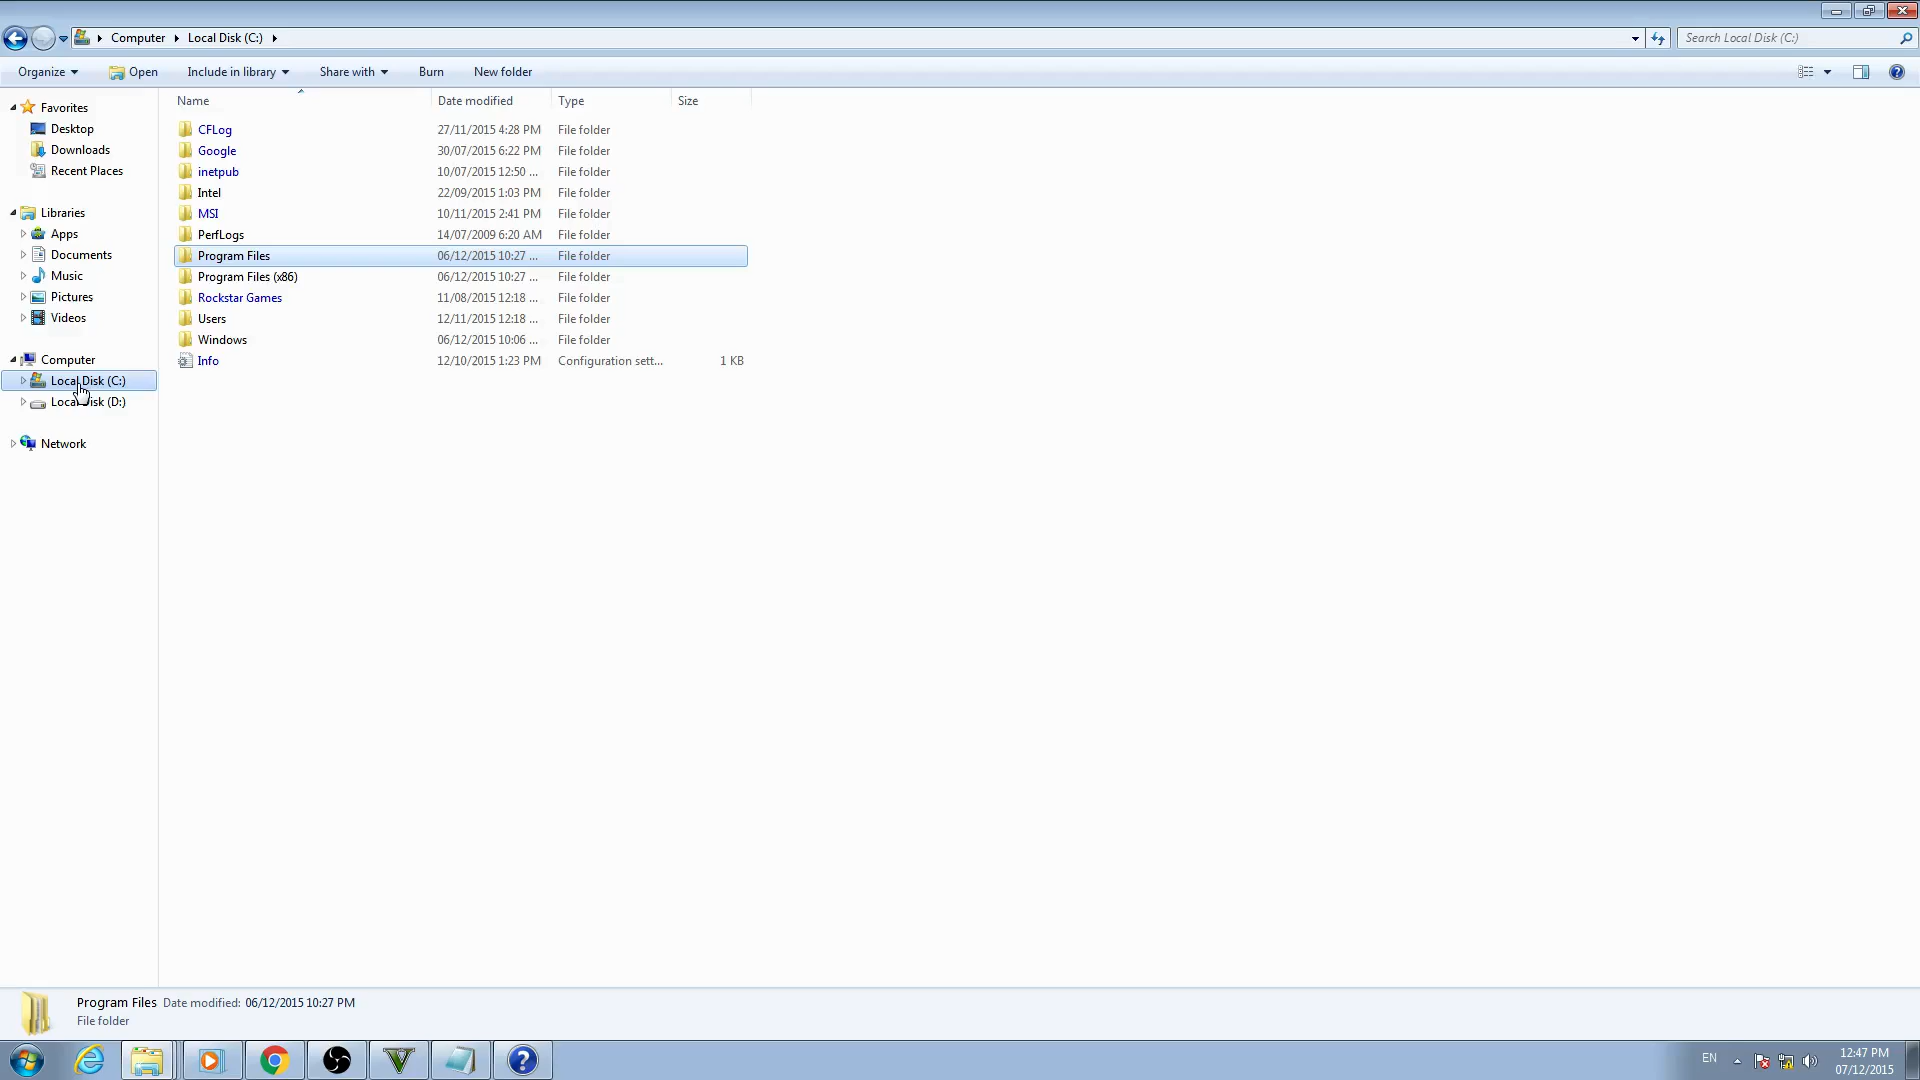 Computer Local Disk (C:)
Search Local Disk (C:)
Organize Open Include in library Share with Burn New folder
Name Date modified Type Size
Favorites
Desktop
Downloads
Recent Places
Libraries
Apps
Documents
Music
Pictures
Videos
Computer
Local Disk (C:)
Local Disk (D:)
Network
CFLog 27/11/2015 4:28 PM File folder
Google 30/07/2015 6:22 PM File folder
inetpub 10/07/2015 12:50 ... File folder
Intel 22/09/2015 1:03 PM File folder
MSI 10/11/2015 2:41 PM File folder
PerfLogs 14/07/2009 6:20 AM File folder
Program Files 06/12/2015 10:27 ... File folder
Program Files (x86) 06/12/2015 10:27 ... File folder
Rockstar Games 11/08/2015 12:18 ... File folder
Users 12/11/2015 12:18 ... File folder
Windows 06/12/2015 10:06 ... File folder
Info 12/10/2015 1:23 PM Configuration sett... 1 KB
Program Files Date modified: 06/12/2015 10:27 PM
File folder
EN
12:47 PM
07/12/2015